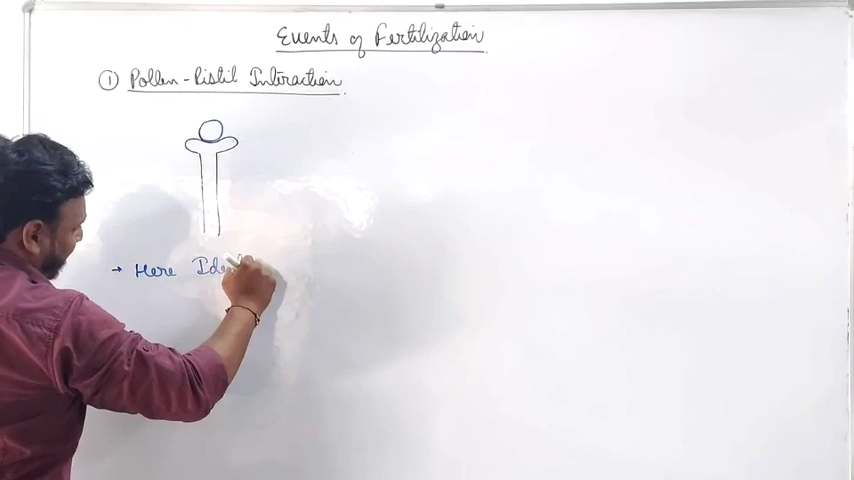 Events of Fertilization
① Pollen-Pistil Interaction
→ Here